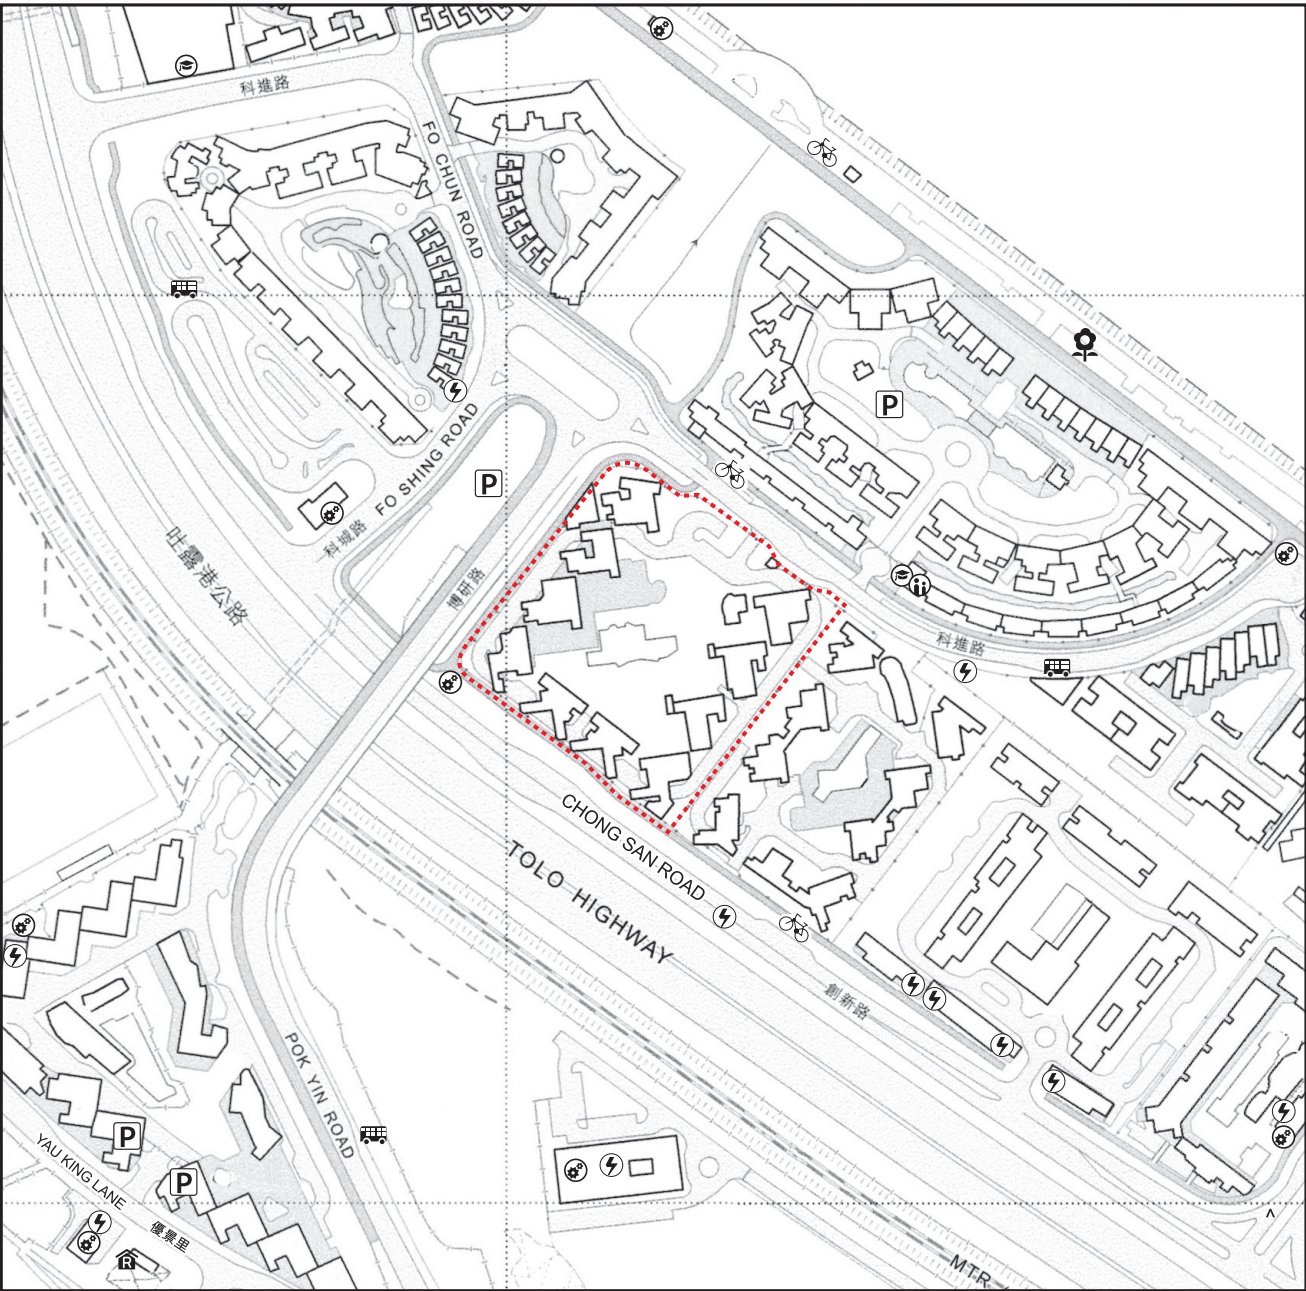 科進路
FO CHUN ROAD
P
P
FO SHING ROAD
科城路
吐露港公路
博研路
科進路
CHONG SAN ROAD
TOLO HIGHWAY
創新路
POK YIN ROAD
P
YAU KING LANE
P
優景里
R
MTR